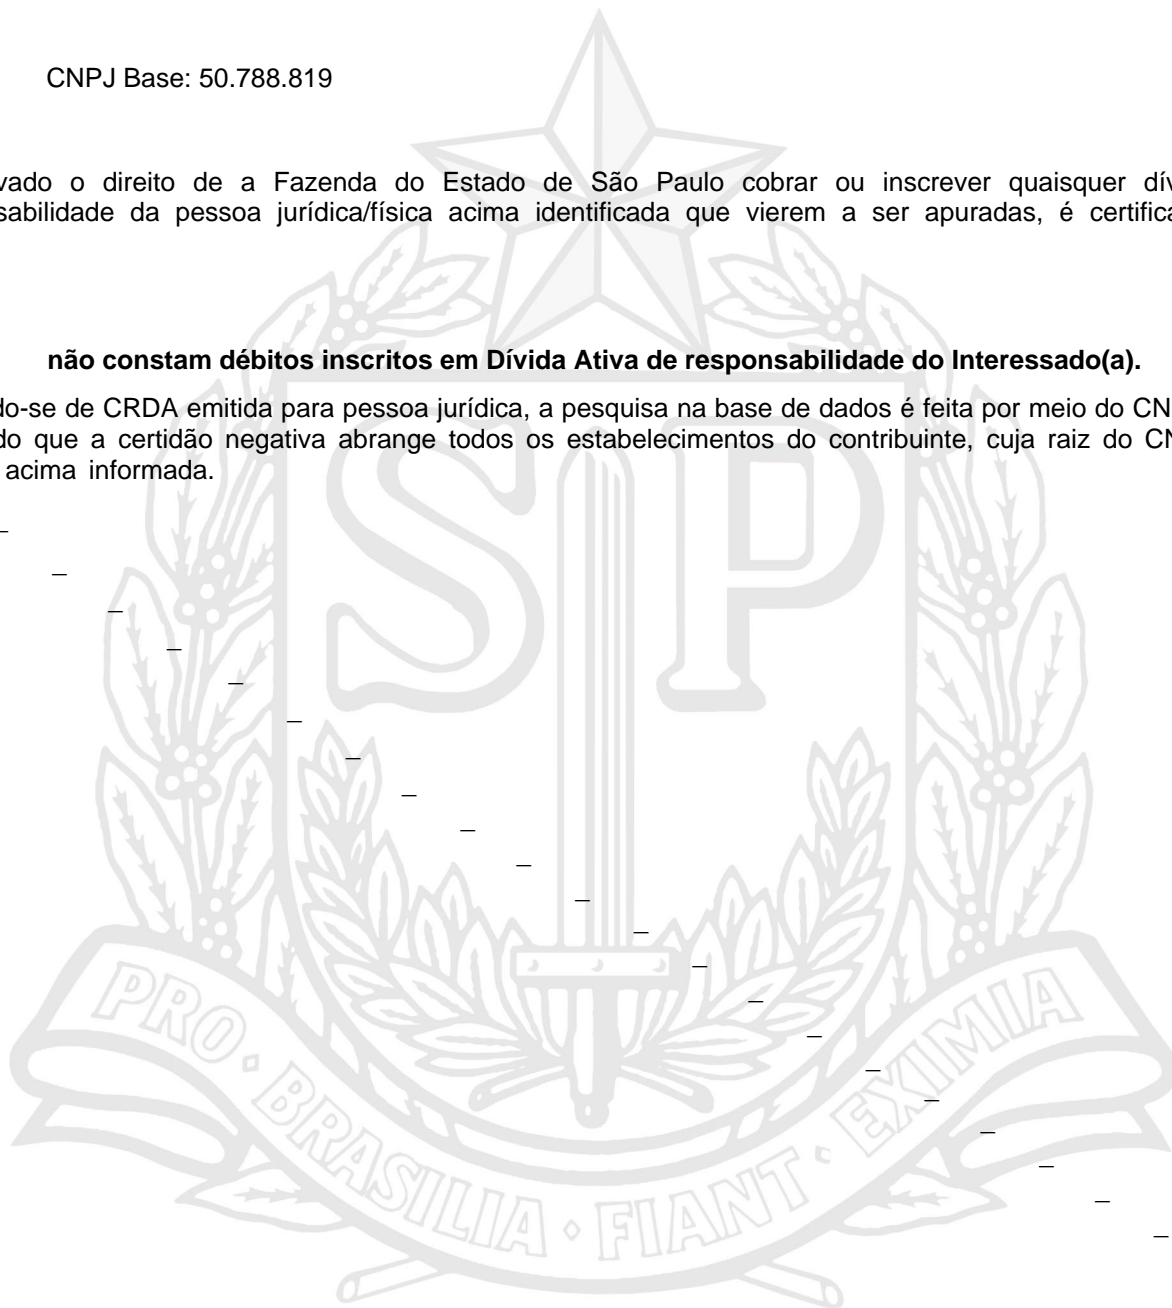 CNPJ Base: 50.788.819
vado o direito de a Fazenda do Estado de São Paulo cobrar ou inscrever quaisquer dív
sabilidade da pessoa jurídica/física acima identificada que vierem a ser apuradas, é certifica
não constam débitos inscritos em Dívida Ativa de responsabilidade do Interessado(a).
do-se de CRDA emitida para pessoa jurídica, a pesquisa na base de dados é feita por meio do CN
do que a certidão negativa abrange todos os estabelecimentos do contribuinte, cuja raiz do CN
acima informada.
SP
PRO • BRASILIA • FIANT • EXIMIA